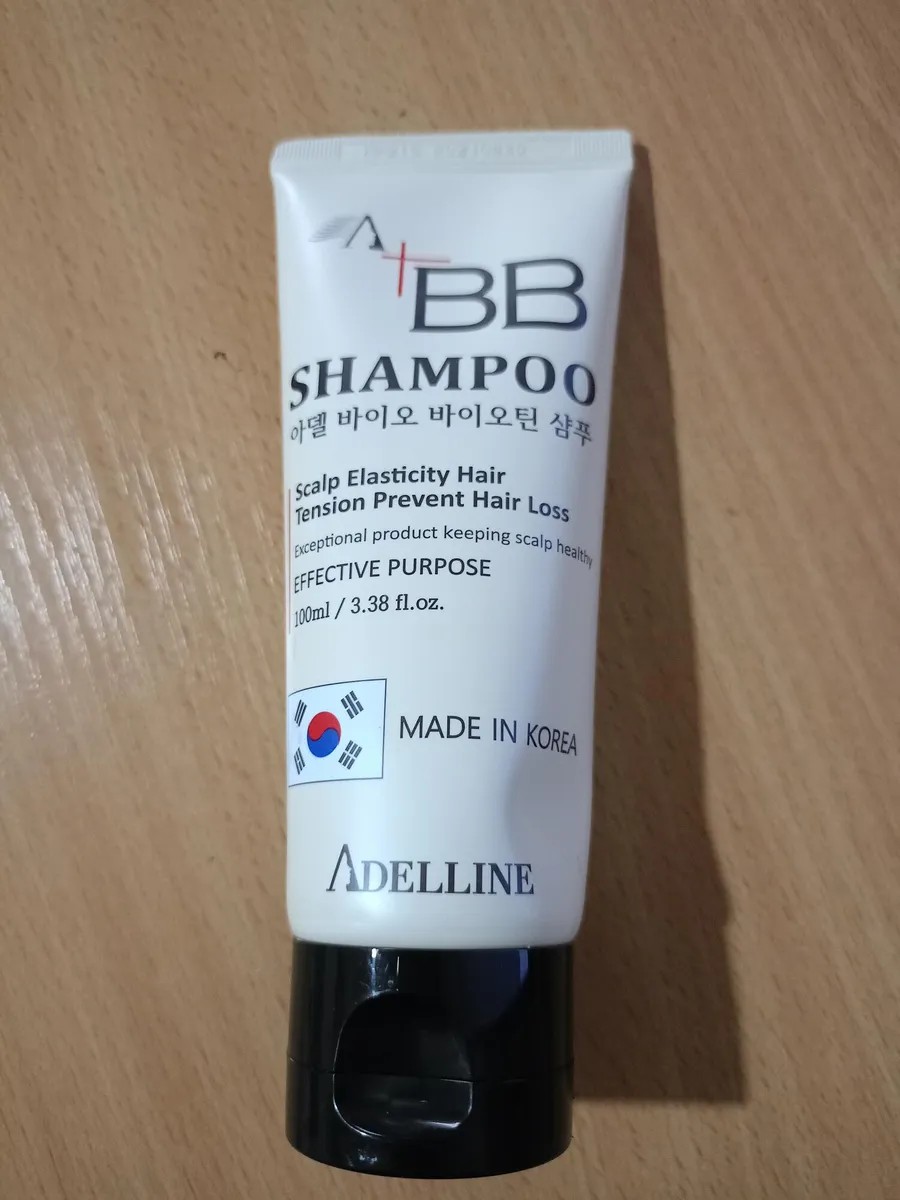 A+BB
SHAMPOO
아델 바이오 바이오틴 샴푸
Scalp Elasticity Hair
Tension Prevent Hair Loss
Exceptional product keeping scalp healthy
EFFECTIVE PURPOSE
100ml / 3.38 fl.oz.
MADE IN KOREA
ADELLINE